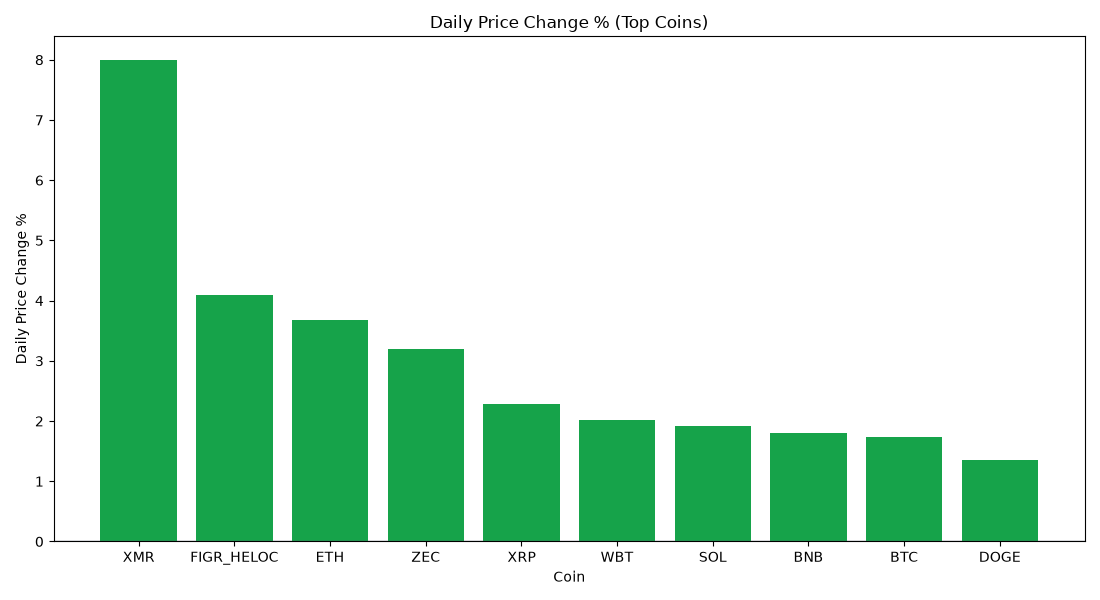 Daily Price Change % (Top Coins)
Daily Price Change %
8
7
6
5
4
3
2
1
0
XMR FIGR_HELOC ETH ZEC XRP WBT SOL BNB BTC DOGE
Coin